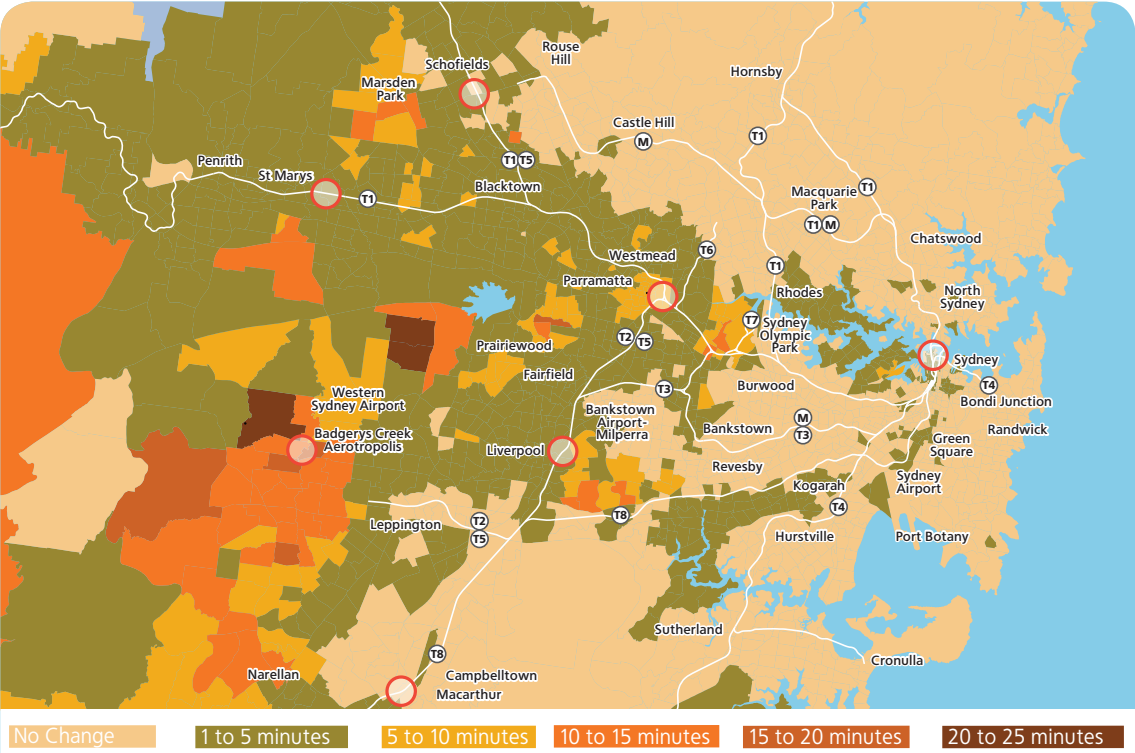 Rouse
Hill
Schofields
Hornsby
Marsden
Park
Castle Hill
M
T1
T1 T5
Penrith
St Marys
T1
Blacktown
Macquarie
Park
T1
T1 M
Chatswood
Westmead
T6
T1
Parramatta
Rhodes
North
Sydney
T7
Sydney
Olympic
Park
T2
T5
Prairiewood
Sydney
Fairfield
T3
Burwood
T4
Bondi Junction
Western
Sydney Airport
Bankstown
Airport-
Milperra
M
T3
Bankstown
Randwick
Badgerys Creek
Aerotropolis
Green
Square
Liverpool
Revesby
Sydney
Airport
Kogarah
T4
Leppington
T2
T5
T8
Hurstville
Port Botany
Sutherland
T8
Cronulla
Narellan
Campbelltown
Macarthur
No Change
1 to 5 minutes
5 to 10 minutes
10 to 15 minutes
15 to 20 minutes
20 to 25 minutes